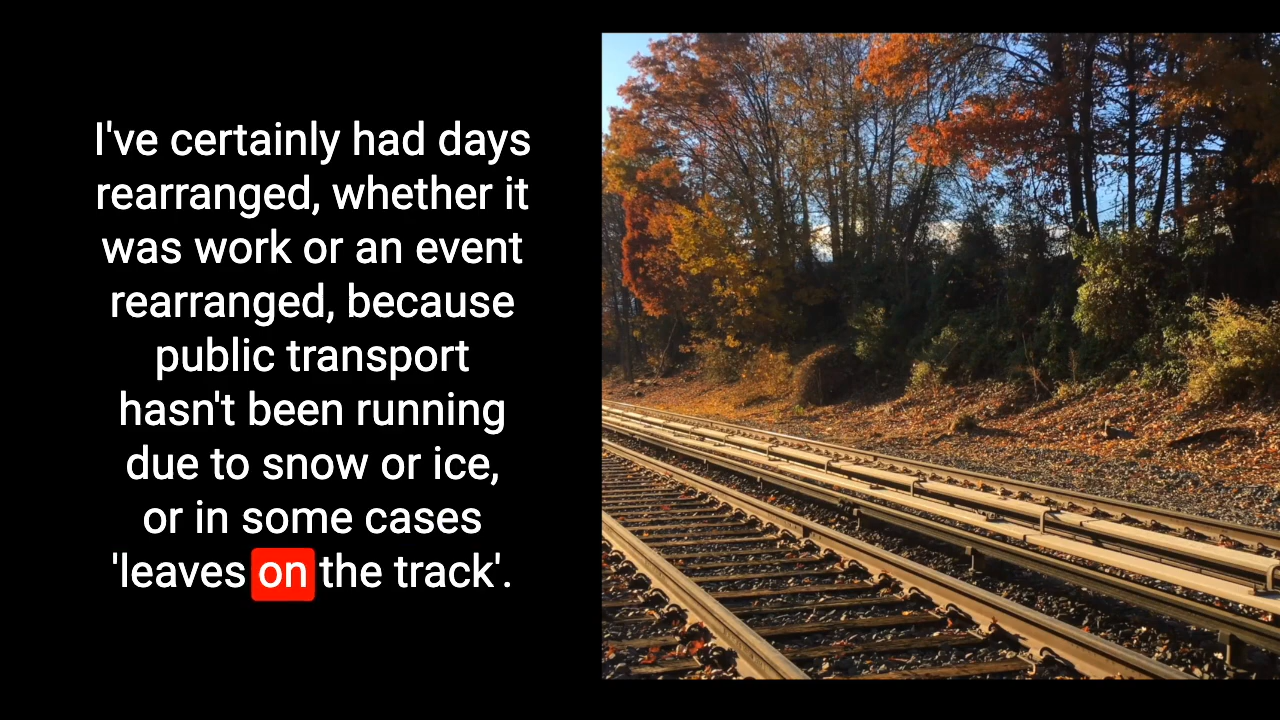 I've certainly had days
rearranged, whether it
was work or an event
rearranged, because
public transport
hasn't been running
due to snow or ice,
or in some cases
'leaves on the track'.